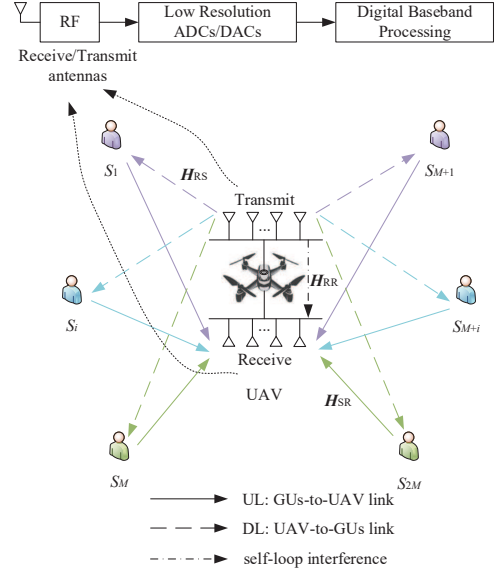 RF
Low Resolution
ADCs/DACs
Digital Baseband
Processing
Receive/Transmit
antennas
S1
HRS
Transmit
SM+1
...
HRR
Si
SM+i
...
Receive
UAV
HSR
SM
S2M
UL: GUs-to-UAV link
DL: UAV-to-GUs link
self-loop interference